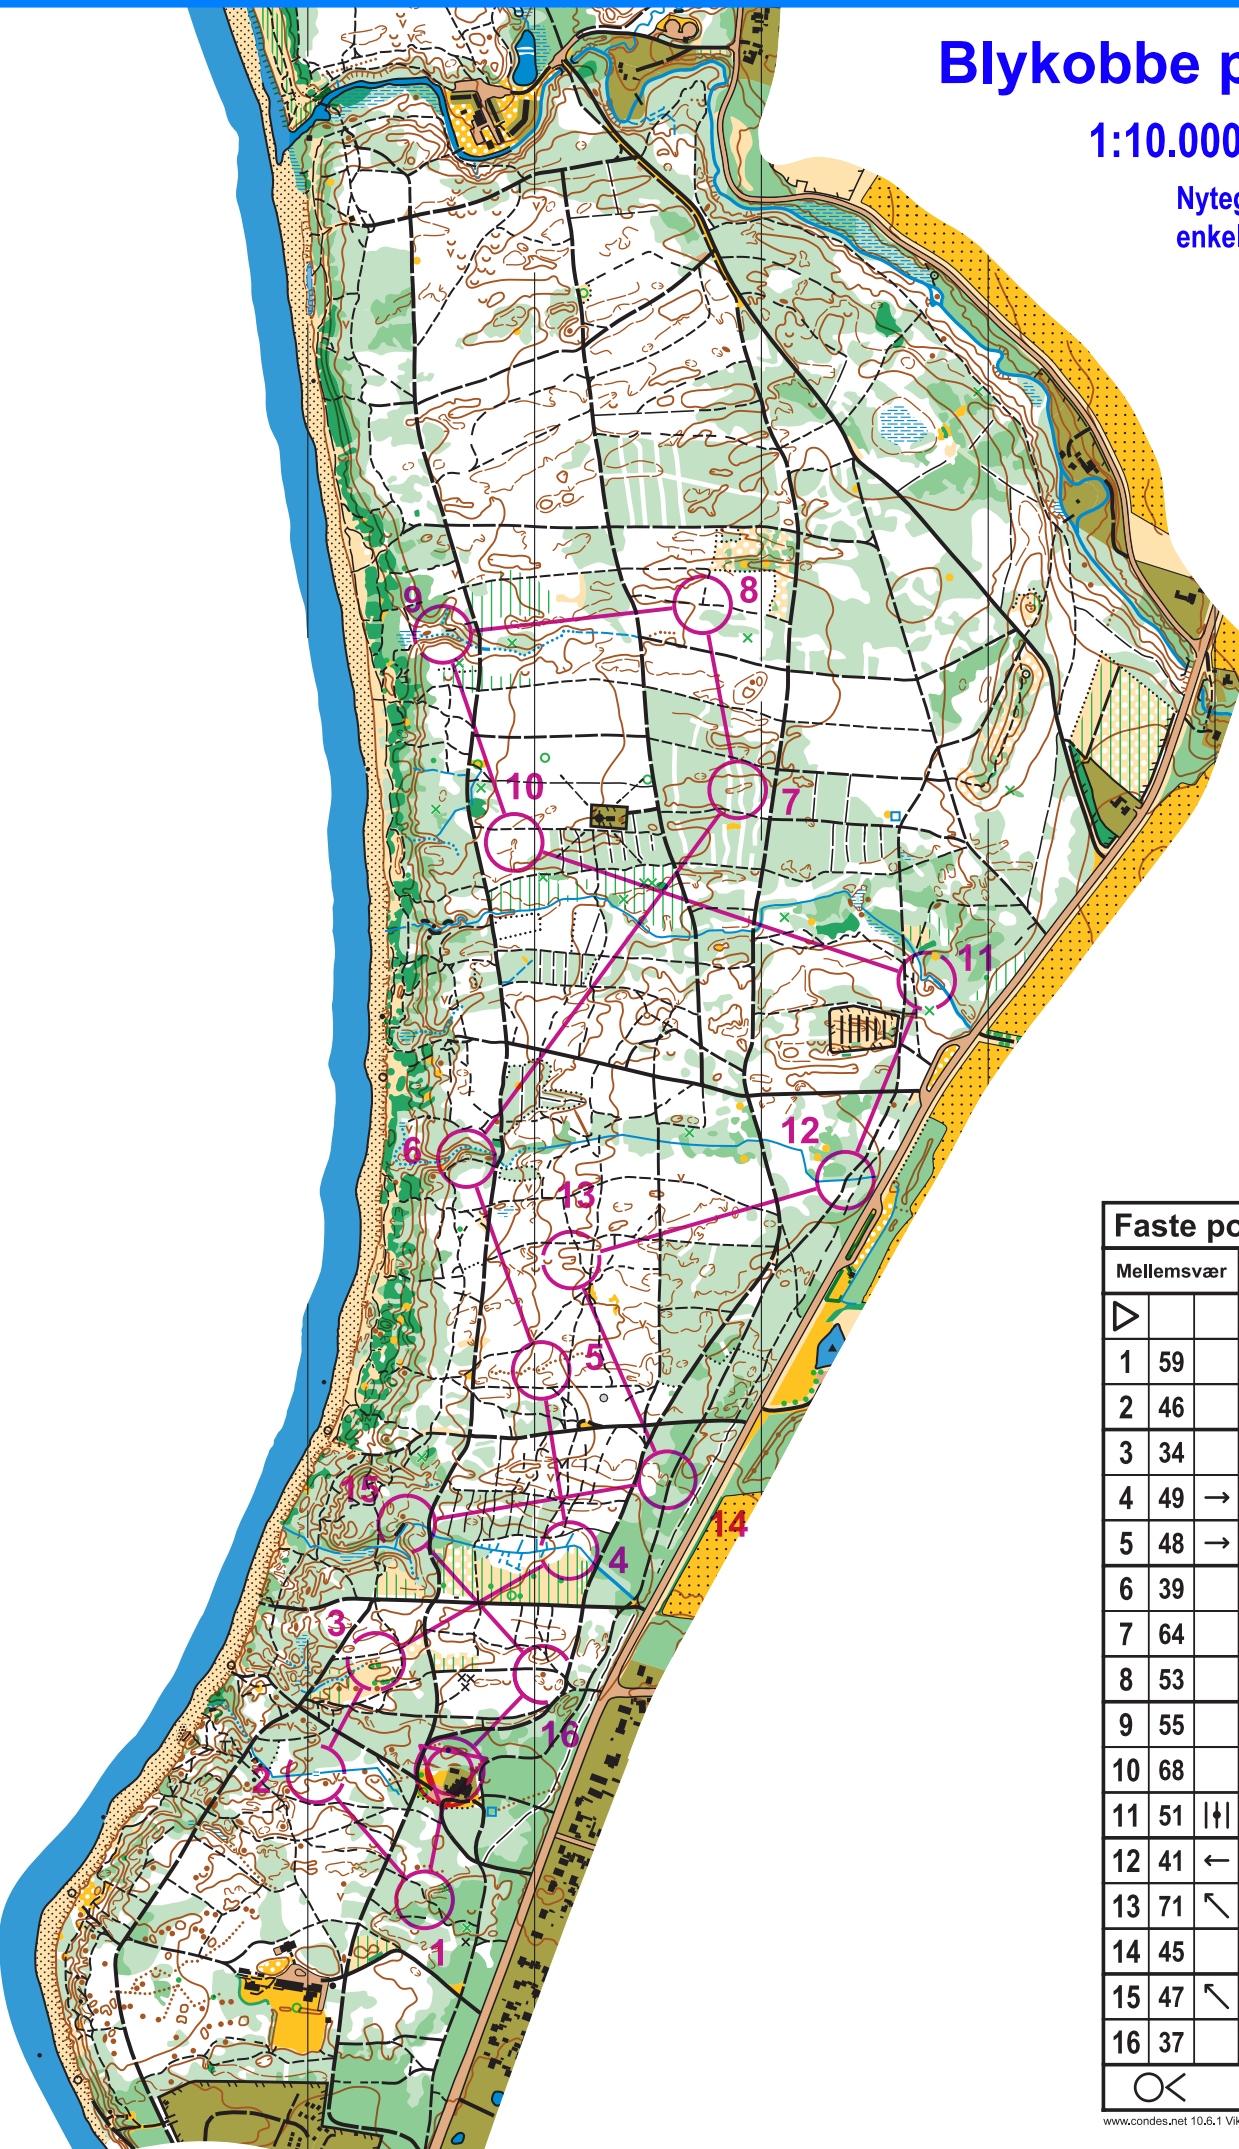 Blykobbe p
1:10.000
Nyteg
enkel
8
9
10
7
11
12
6
13
5
15
14
4
3
16
2
1
Faste po
Mellemsvær
1 59
2 46
3 34
4 49 →
5 48 →
6 39
7 64
8 53
9 55
10 68
11 51
12 41 ←
13 71 ↖
14 45
15 47 ↖
16 37
www.condes.net 10.6.1 Vik